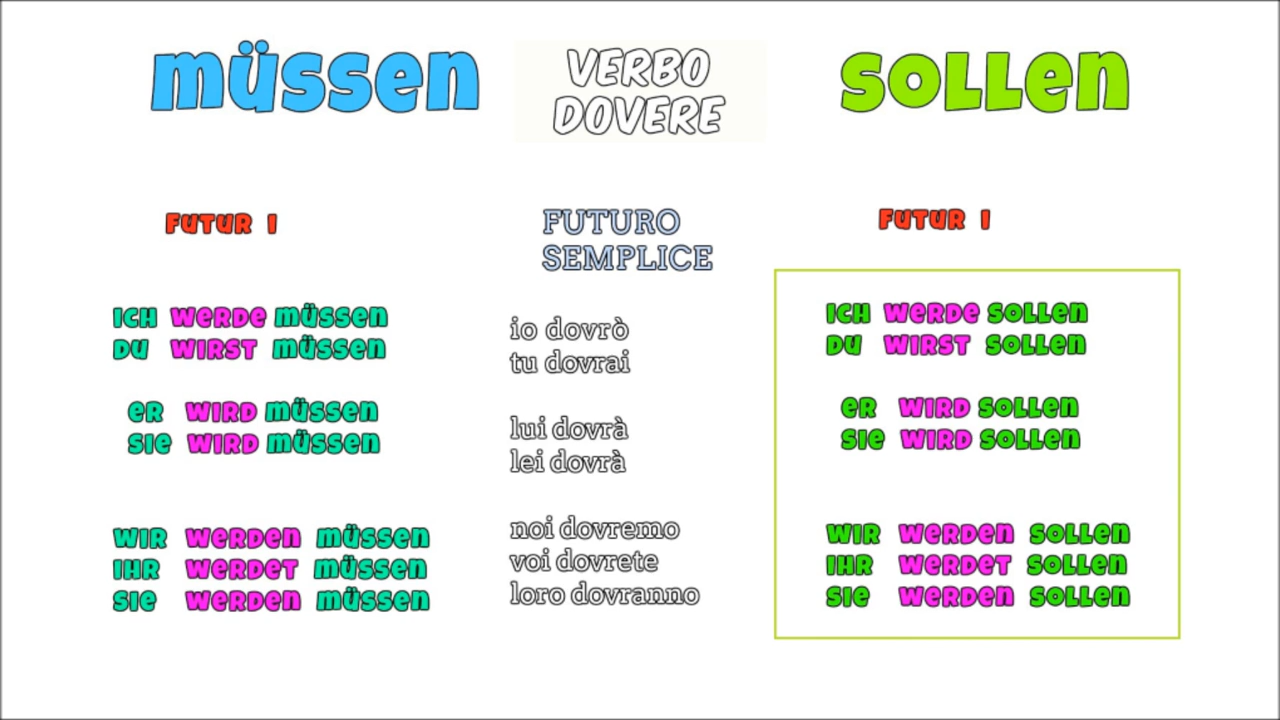 müssen
VERBO
DOVERE
sollen
FUTUR I
ICH werde müssen
DU wirst müssen
er wird müssen
sie wird müssen
wir werden müssen
IHR werdet müssen
sie werden müssen
FUTURO
SEMPLICE
io dovrò
tu dovrai
lui dovrà
lei dovrà
noi dovremo
voi dovrete
loro dovranno
FUTUR I
ICH werde sollen
DU wirst sollen
er wird sollen
sie wird sollen
wir werden sollen
IHR werdet sollen
sie werden sollen